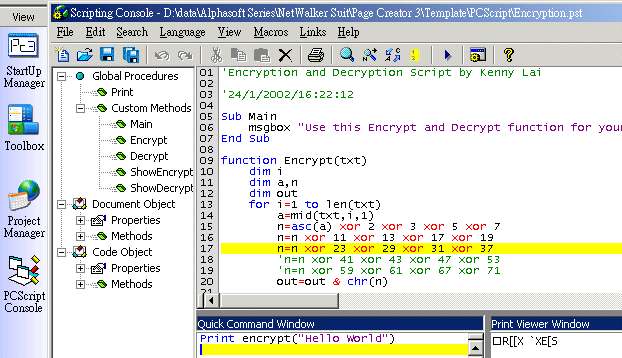 View
Scripting Console - D:\data\Alphasoft Series\NetWalker Suit\Page Creator 3\Template\PCScript\Encryption.pst
File Edit Search Language View Macros Links Help
StartUp Manager
Toolbox
Project Manager
PCScript Console
Global Procedures
Print
Custom Methods
Main
Encrypt
Decrypt
ShowEncrypt
ShowDecrypt
Document Object
Properties
Methods
Code Object
Properties
Methods
01 'Encryption and Decryption Script by Kenny Lai
02
03 '24/1/2002/16:22:12
04
05 Sub Main
06 msgbox "Use this Encrypt and Decrypt function for your
07 End Sub
08
09 function Encrypt(txt)
10 dim i
11 dim a,n
12 dim out
13 for i=1 to len(txt)
14 a=mid(txt,i,1)
15 n=asc(a) xor 2 xor 3 xor 5 xor 7
16 n=n xor 11 xor 13 xor 17 xor 19
17 n=n xor 23 xor 29 xor 31 xor 37
18 'n=n xor 41 xor 43 xor 47 xor 53
19 'n=n xor 59 xor 61 xor 67 xor 71
20 out=out & chr(n)
Quick Command Window
Print encrypt("Hello World")
Print Viewer Window
□R[[X `XE[S